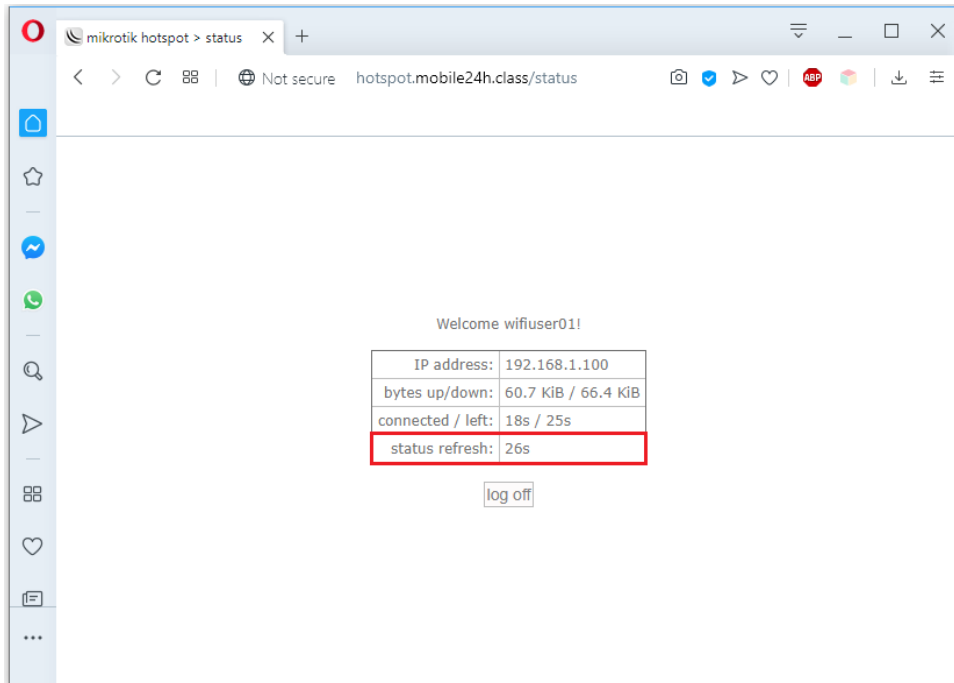 mikrotik hotspot > status
Not secure hotspot.mobile24h.class/status
ABP
Welcome wifiuser01!
IP address: 192.168.1.100
bytes up/down: 60.7 KiB / 66.4 KiB
connected / left: 18s / 25s
status refresh: 26s
log off